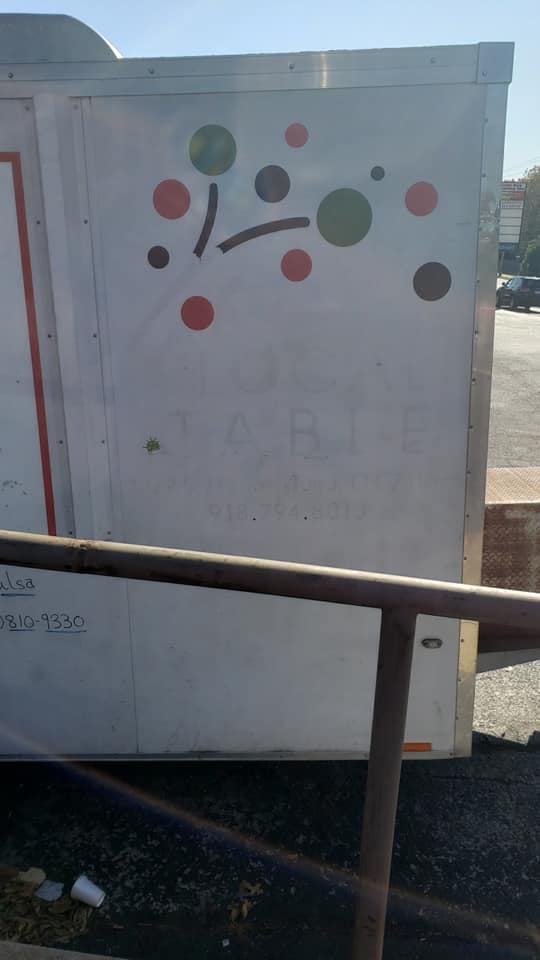 LOCAL
TABLE
918.794.8013
ulsa
)810-9330